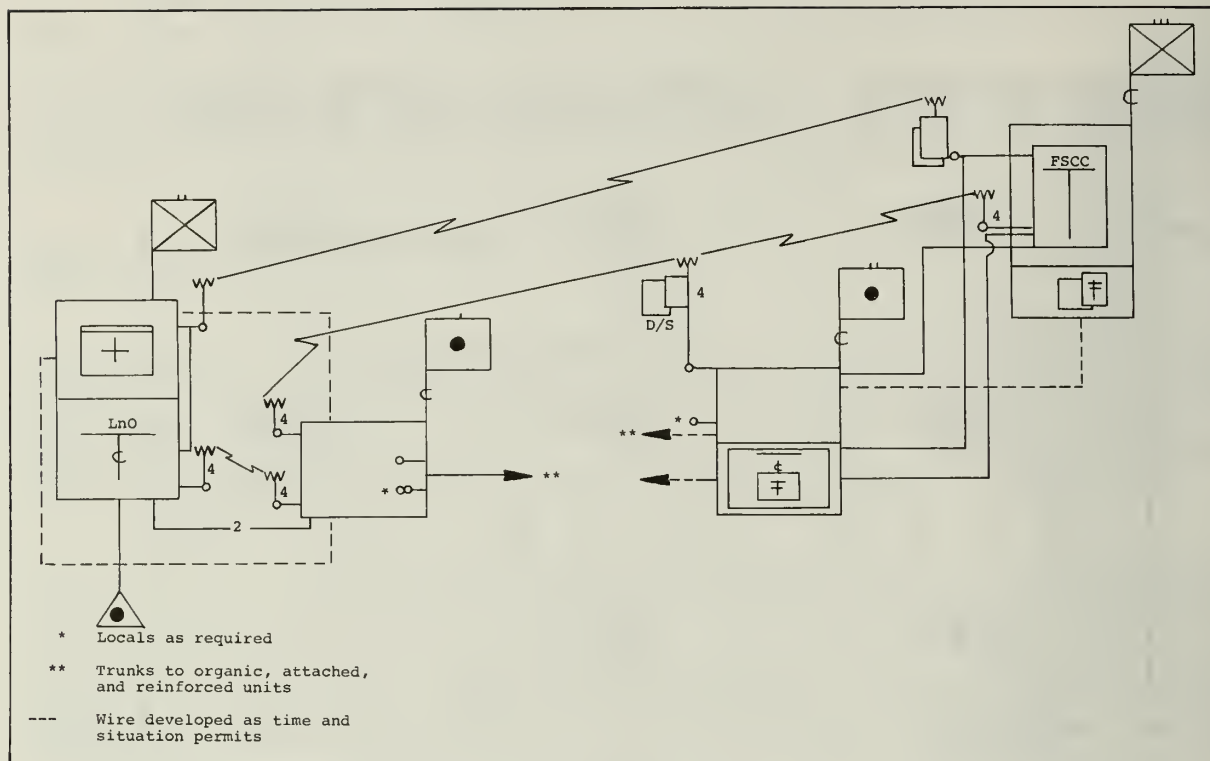 FSCC
4
4
D/S
LnO
4
4
4
*
**
* **
2
* Locals as required
** Trunks to organic, attached,
and reinforced units
--- Wire developed as time and
situation permits